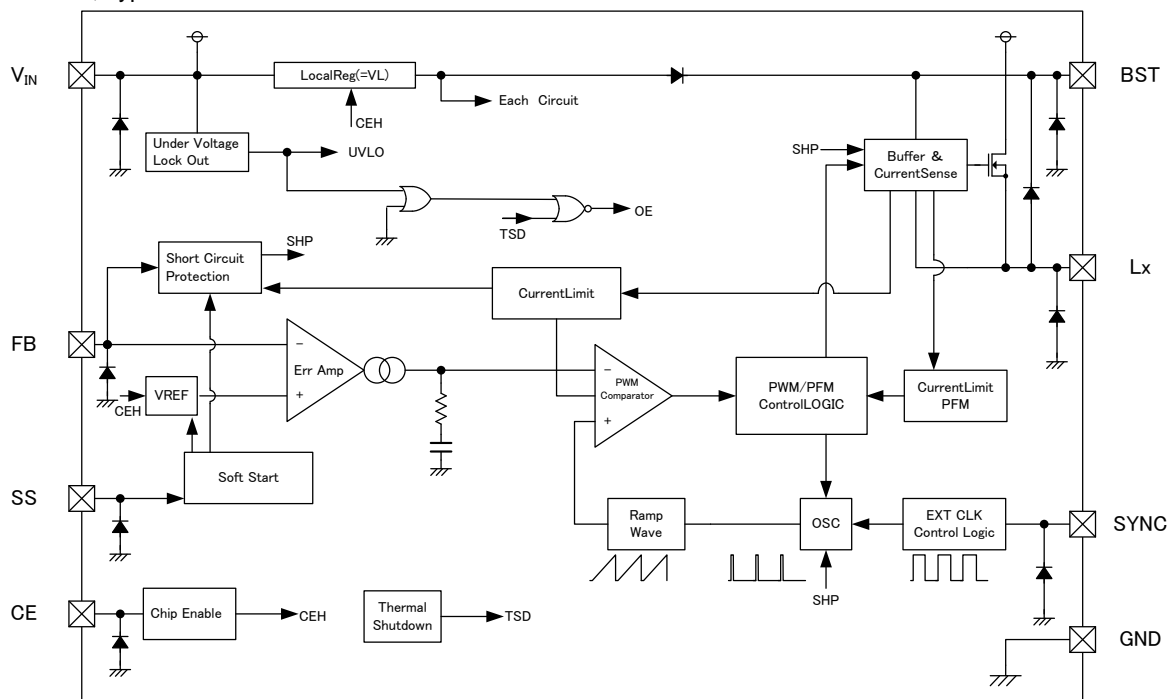 VIN
LocalReg(=VL)
BST
Each Circuit
CEH
Under Voltage
Lock Out
UVLO
SHP
Buffer &
CurrentSense
OE
TSD
SHP
Short Circuit
Protection
CurrentLimit
Lx
FB
−
Err Amp
+
CEH
VREF
−
PWM
Comparator
+
PWM/PFM
ControlLOGIC
CurrentLimit
PFM
Soft Start
SS
Ramp
Wave
OSC
EXT CLK
Control Logic
SYNC
SHP
CE
Chip Enable
CEH
Thermal
Shutdown
TSD
GND